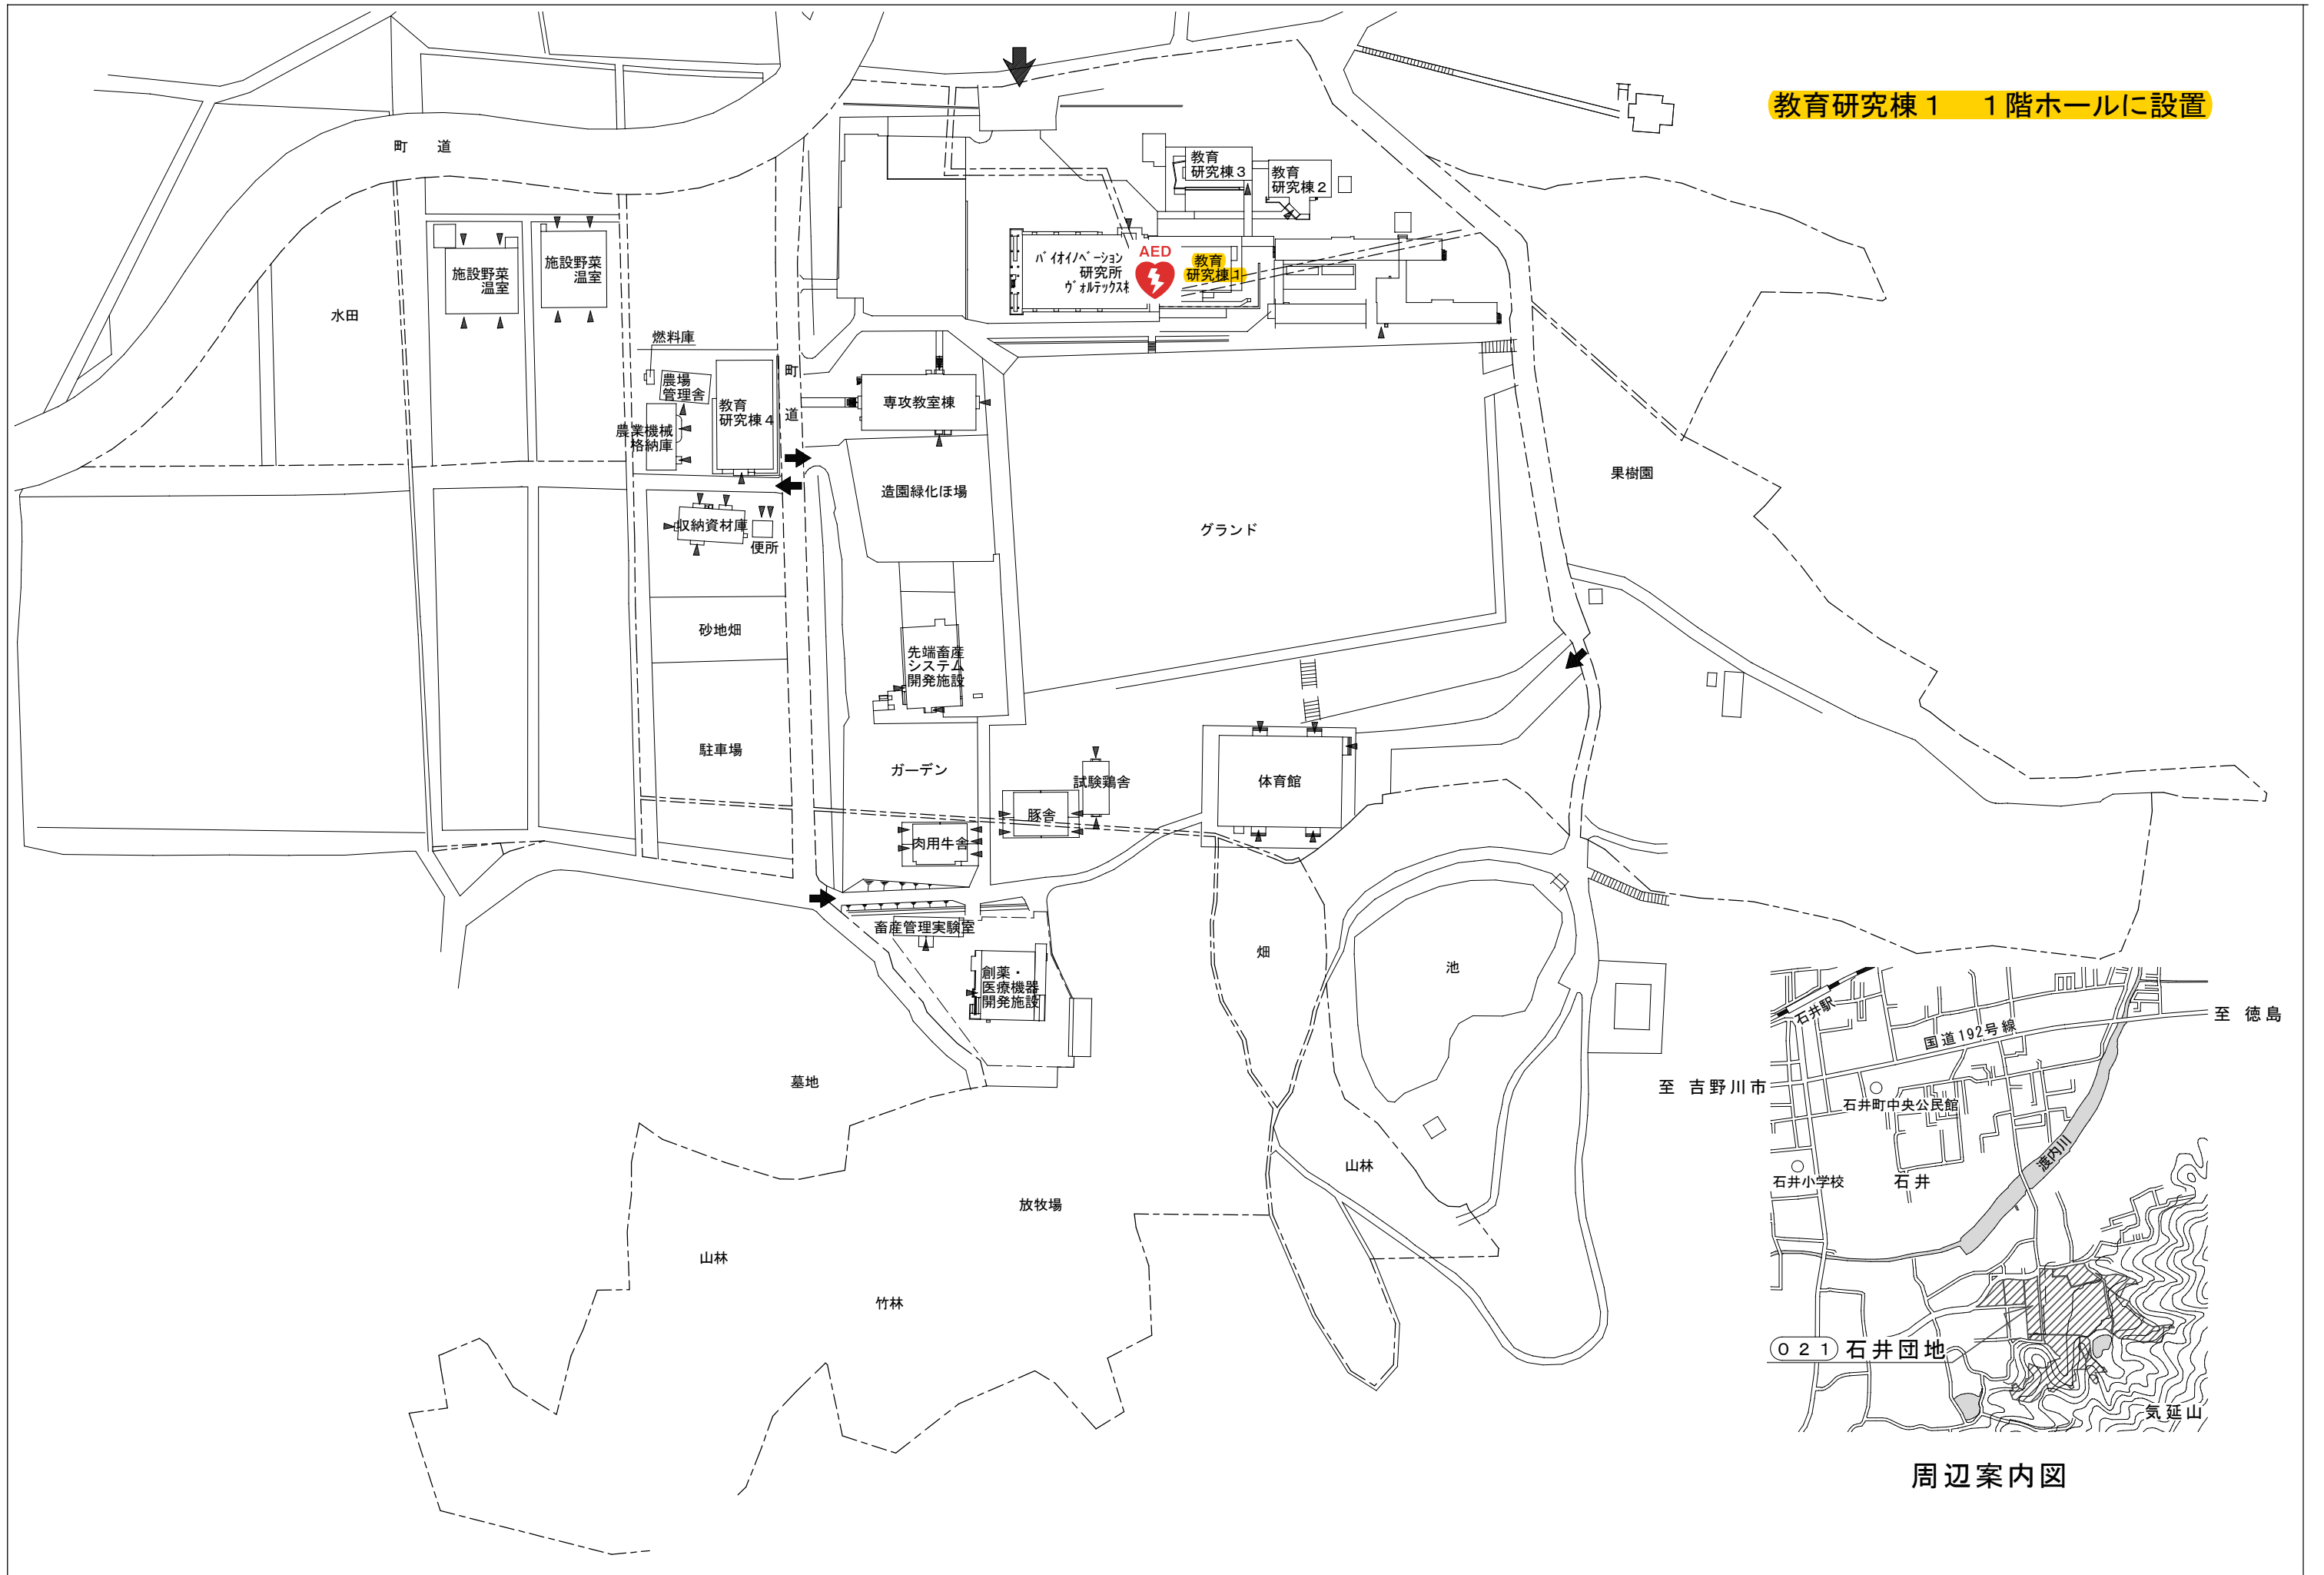 教育研究棟１　１階ホールに設置
町　道
教育
研究棟３
教育
研究棟２
AED
ﾊﾞｲｵｲﾉﾍﾞｰｼｮﾝ
研究所
教育
研究棟１
施設野菜
温室
施設野菜
温室
水田
燃料庫
農場
管理舎
教育
研究棟４
農業機械
格納庫
町
道
専攻教室棟
造園緑化ほ場
グランド
果樹園
収納資材庫
便所
砂地畑
先端畜産
システム
開発施設
駐車場
ガーデン
試験鶏舎
体育館
豚舎
肉用牛舎
畜産管理実験室
創薬・
医療機器
開発施設
畑
池
墓地
山林
放牧場
山林
竹林
石井駅
国道192号線
至 徳島
至 吉野川市
石井町中央公民館
渡内川
石井小学校
石井
０２１ 石井団地
気延山
周辺案内図